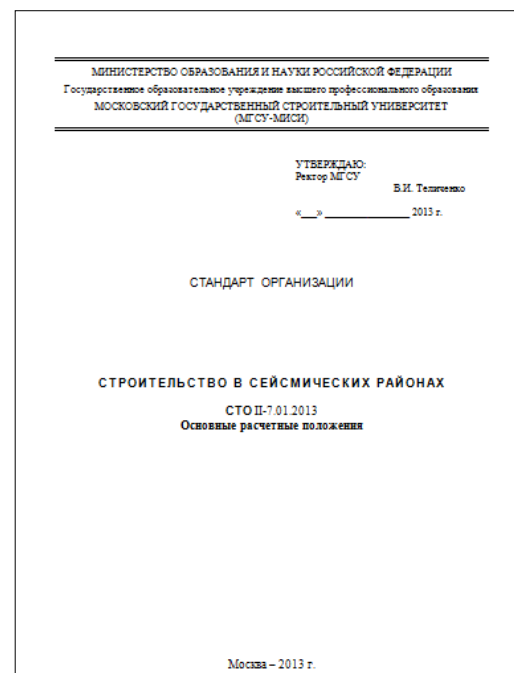 МИНИСТЕРСТВО ОБРАЗОВАНИЯ И НАУКИ РОССИЙСКОЙ ФЕДЕРАЦИИ
Государственное образовательное учреждение высшего профессионального образования
МОСКОВСКИЙ ГОСУДАРСТВЕННЫЙ СТРОИТЕЛЬНЫЙ УНИВЕРСИТЕТ
(МГСУ-МИСИ)
УТВЕРЖДАЮ:
Ректор МГСУ
В.И. Теличенко
«___» _________________ 2013 г.
СТАНДАРТ ОРГАНИЗАЦИИ
СТРОИТЕЛЬСТВО В СЕЙСМИЧЕСКИХ РАЙОНАХ
СТО II-7.01.2013
Основные расчетные положения
Москва – 2013 г.